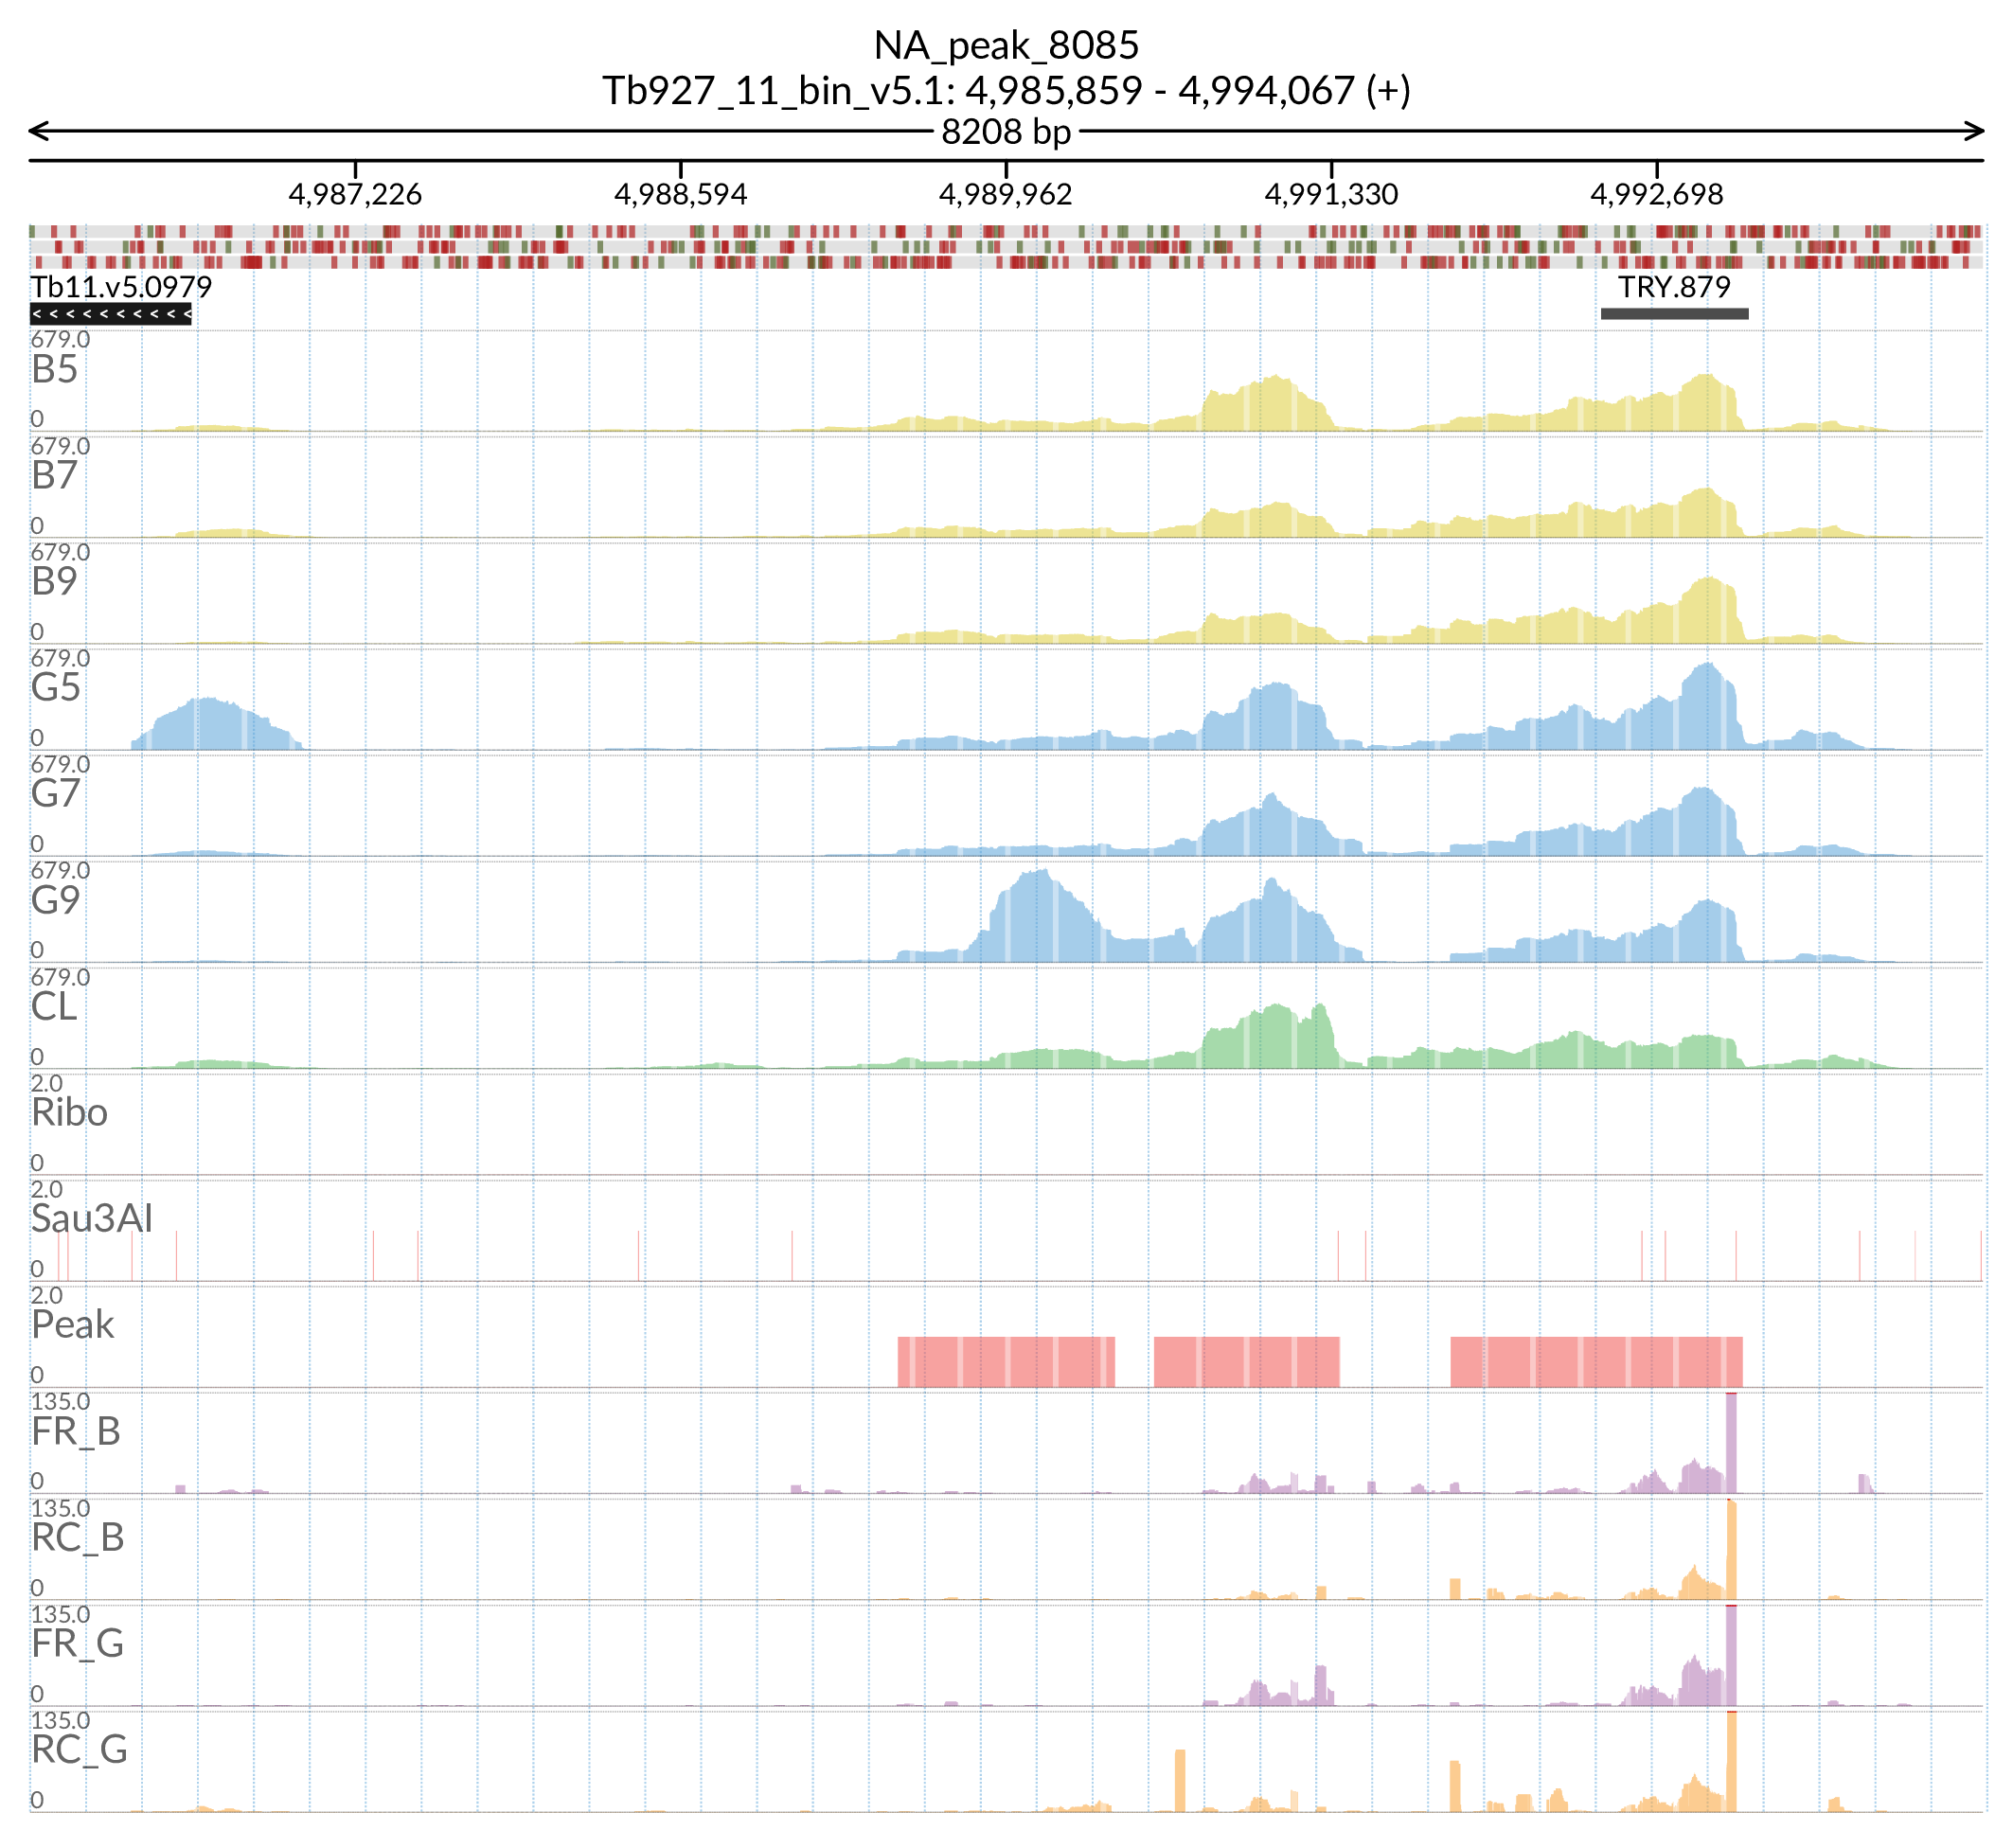 NA_peak_8085
Tb927_11_bin_v5.1: 4,985,859 - 4,994,067 (+)
8208 bp
4,987,226 4,988,594 4,989,962 4,991,330 4,992,698
Tb11.v5.0979 TRY.879
679.0
B5
0
679.0
B7
0
679.0
B9
0
679.0
G5
0
679.0
G7
0
679.0
G9
0
679.0
CL
0
2.0
Ribo
0
2.0
Sau3AI
0
2.0
Peak
0
135.0
FR_B
0
135.0
RC_B
0
135.0
FR_G
0
135.0
RC_G
0